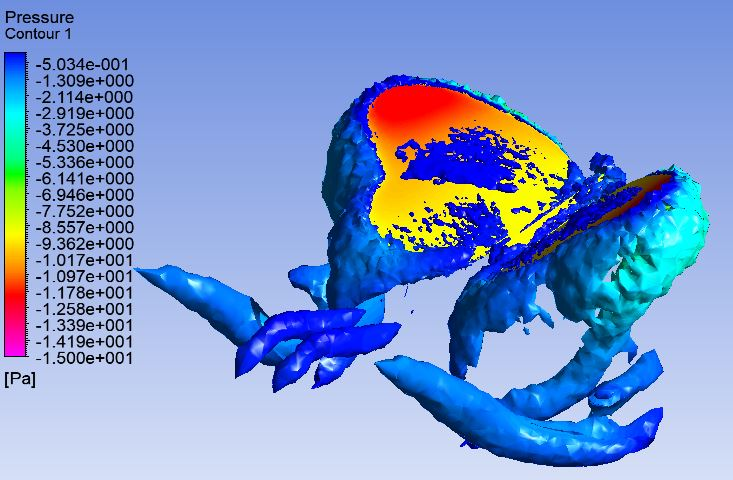 Pressure
Contour 1
-5.034e-001
-1.309e+000
-2.114e+000
-2.919e+000
-3.725e+000
-4.530e+000
-5.336e+000
-6.141e+000
-6.946e+000
-7.752e+000
-8.557e+000
-9.362e+000
-1.017e+001
-1.097e+001
-1.178e+001
-1.258e+001
-1.339e+001
-1.419e+001
-1.500e+001
[Pa]